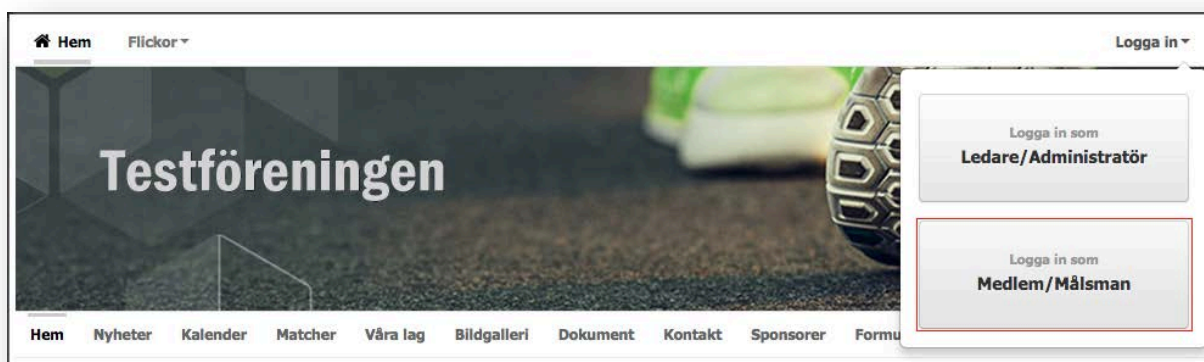 Hem Flickor Logga in
Testföreningen
Logga in som
Ledare/Administratör
Logga in som
Medlem/Målsman
Hem Nyheter Kalender Matcher Våra lag Bildgalleri Dokument Kontakt Sponsorer